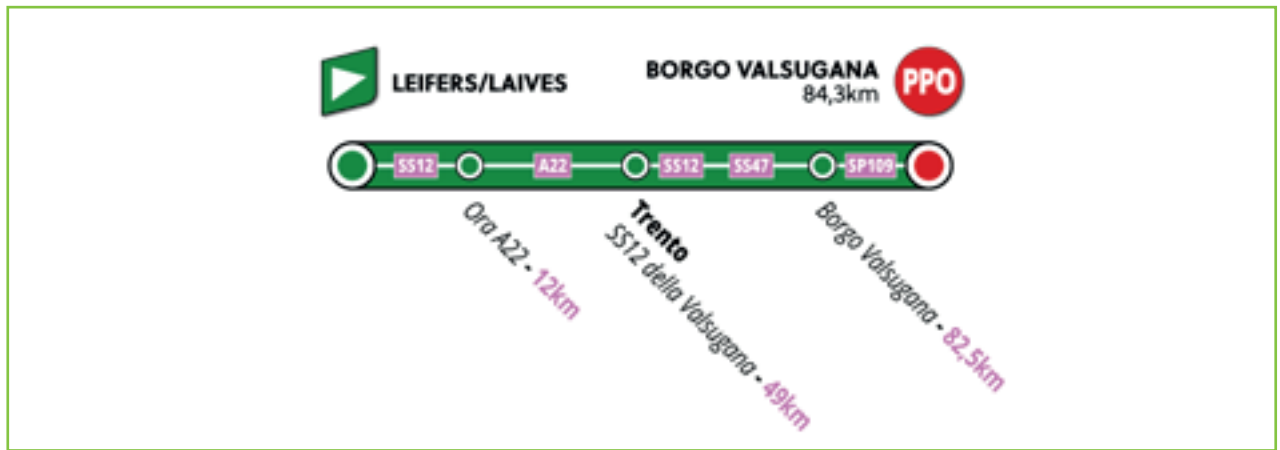 LEIFERS/LAIVES
BORGO VALSUGANA
84,3km
PPO
SS12
A22
SS12
SS47
SP109
Ora A22 - 12km
Trento
SS12 della Valsugana - 49km
Borgo Valsugana - 82,5km